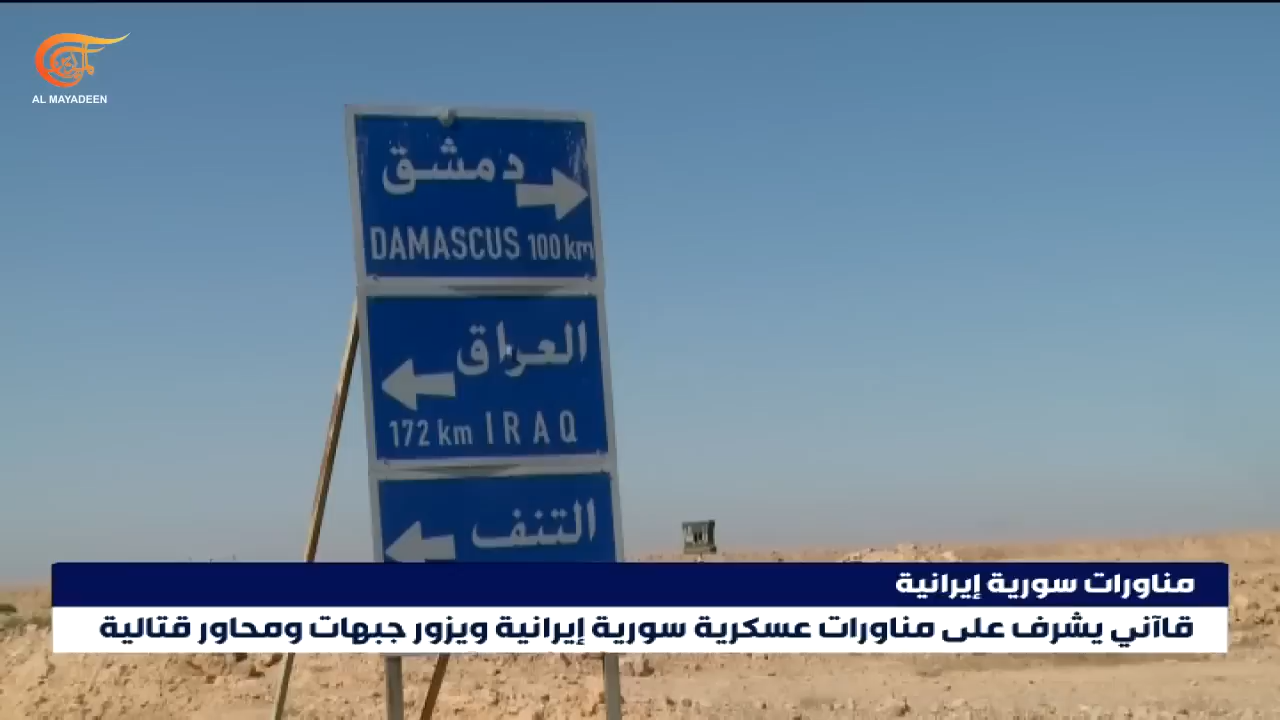 AL MAYADEEN
دمشق
DAMASCUS 100 km
العراق
172 km IRAQ
التنف
مناورات سورية إيرانية
قاآني يشرف على مناورات عسكرية سورية إيرانية ويزور جبهات ومحاور قتالية